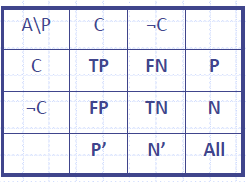 A\P C ¬C
C TP FN P
¬C FP TN N
P’ N’ All